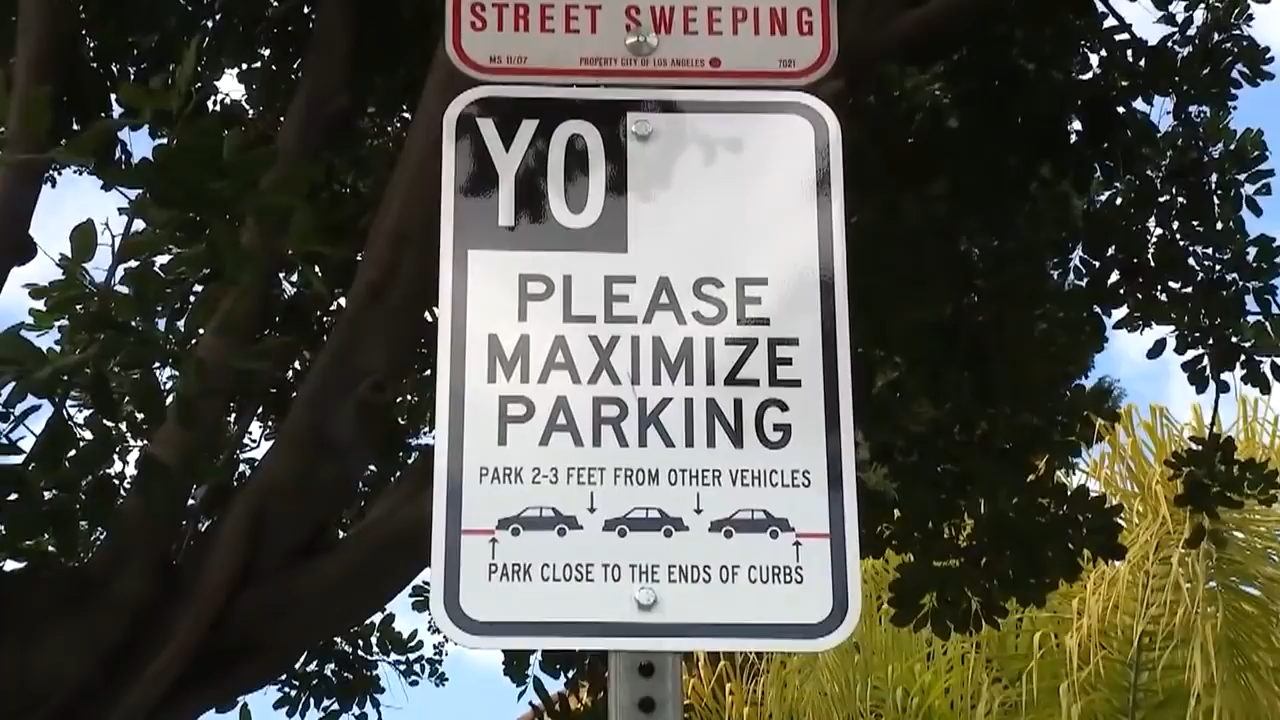 STREET SWEEPING
MS 11/07 PROPERTY CITY OF LOS ANGELES 7021
YO
PLEASE
MAXIMIZE
PARKING
PARK 2-3 FEET FROM OTHER VEHICLES
PARK CLOSE TO THE ENDS OF CURBS